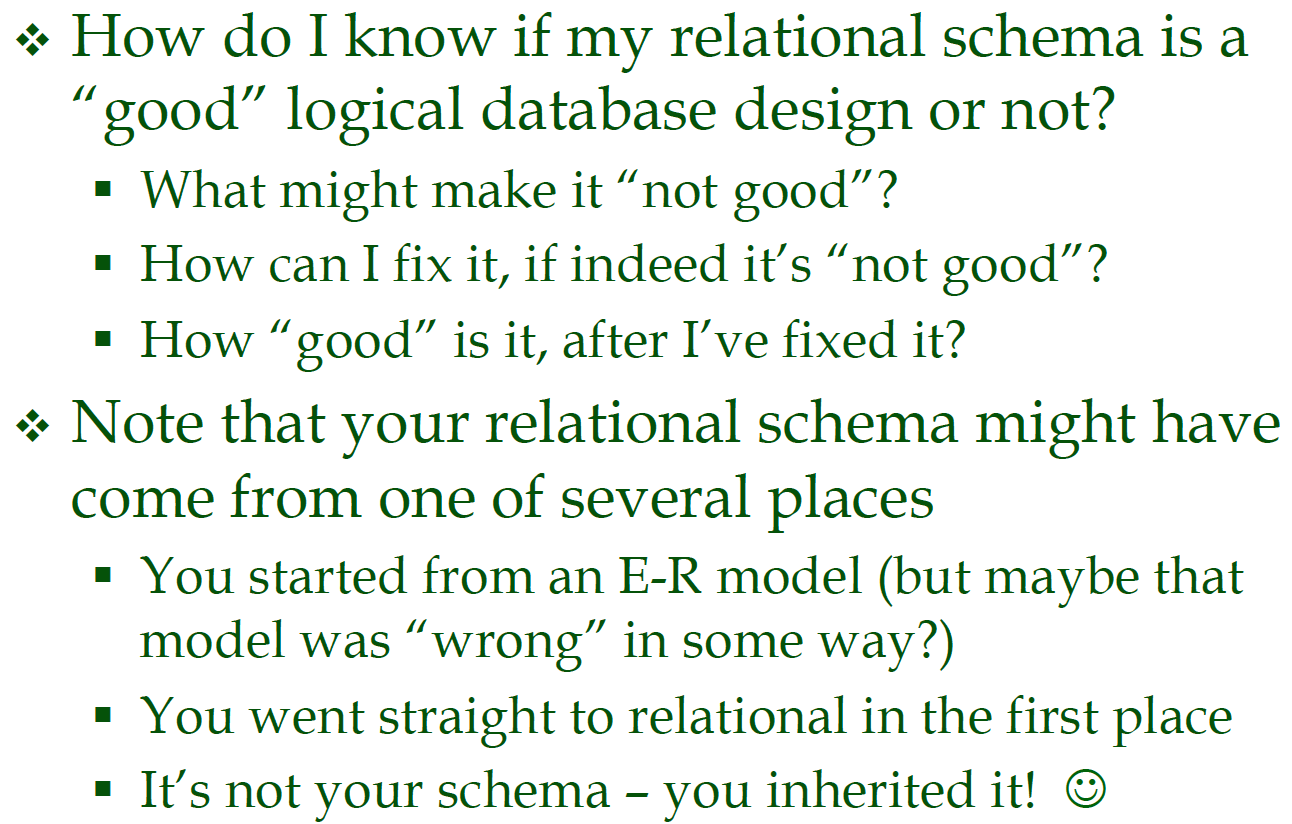 ❖ How do I know if my relational schema is a
“good” logical database design or not?
▪ What might make it “not good”?
▪ How can I fix it, if indeed it’s “not good”?
▪ How “good” is it, after I’ve fixed it?
❖ Note that your relational schema might have
come from one of several places
▪ You started from an E-R model (but maybe that
model was “wrong” in some way?)
▪ You went straight to relational in the first place
▪ It’s not your schema – you inherited it! ☺